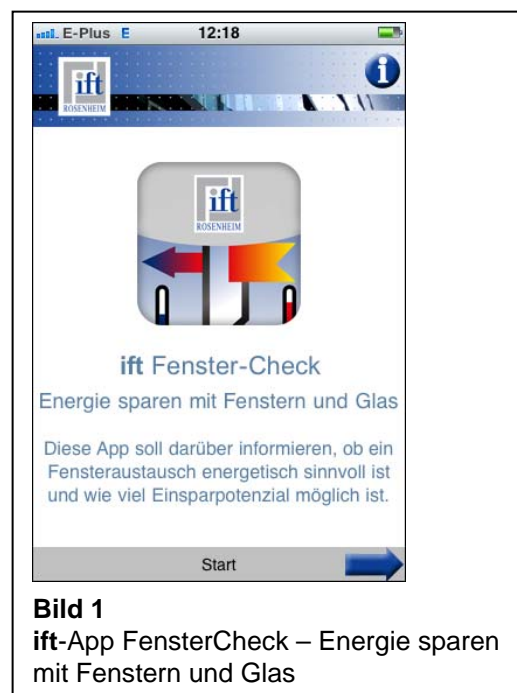 E-Plus E 12:18
ift
ROSENHEIM
i
ift
ROSENHEIM
ift Fenster-Check
Energie sparen mit Fenstern und Glas
Diese App soll darüber informieren, ob ein
Fensteraustausch energetisch sinnvoll ist
und wie viel Einsparpotenzial möglich ist.
Start
Bild 1
ift-App FensterCheck – Energie sparen
mit Fenstern und Glas